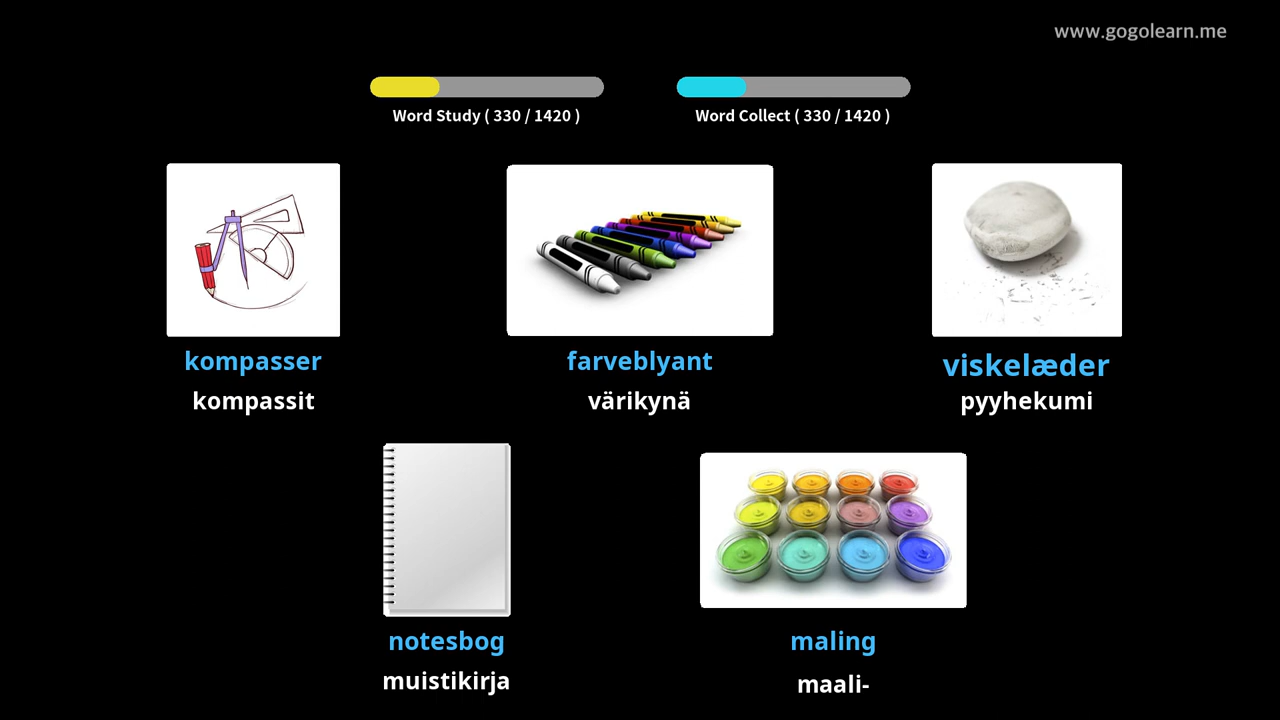 www.gogolearn.me
Word Study ( 330 / 1420 )
Word Collect ( 330 / 1420 )
kompasser
kompassit
farveblyant
värikynä
viskelæder
pyyhekumi
notesbog
muistikirja
maling
maali-